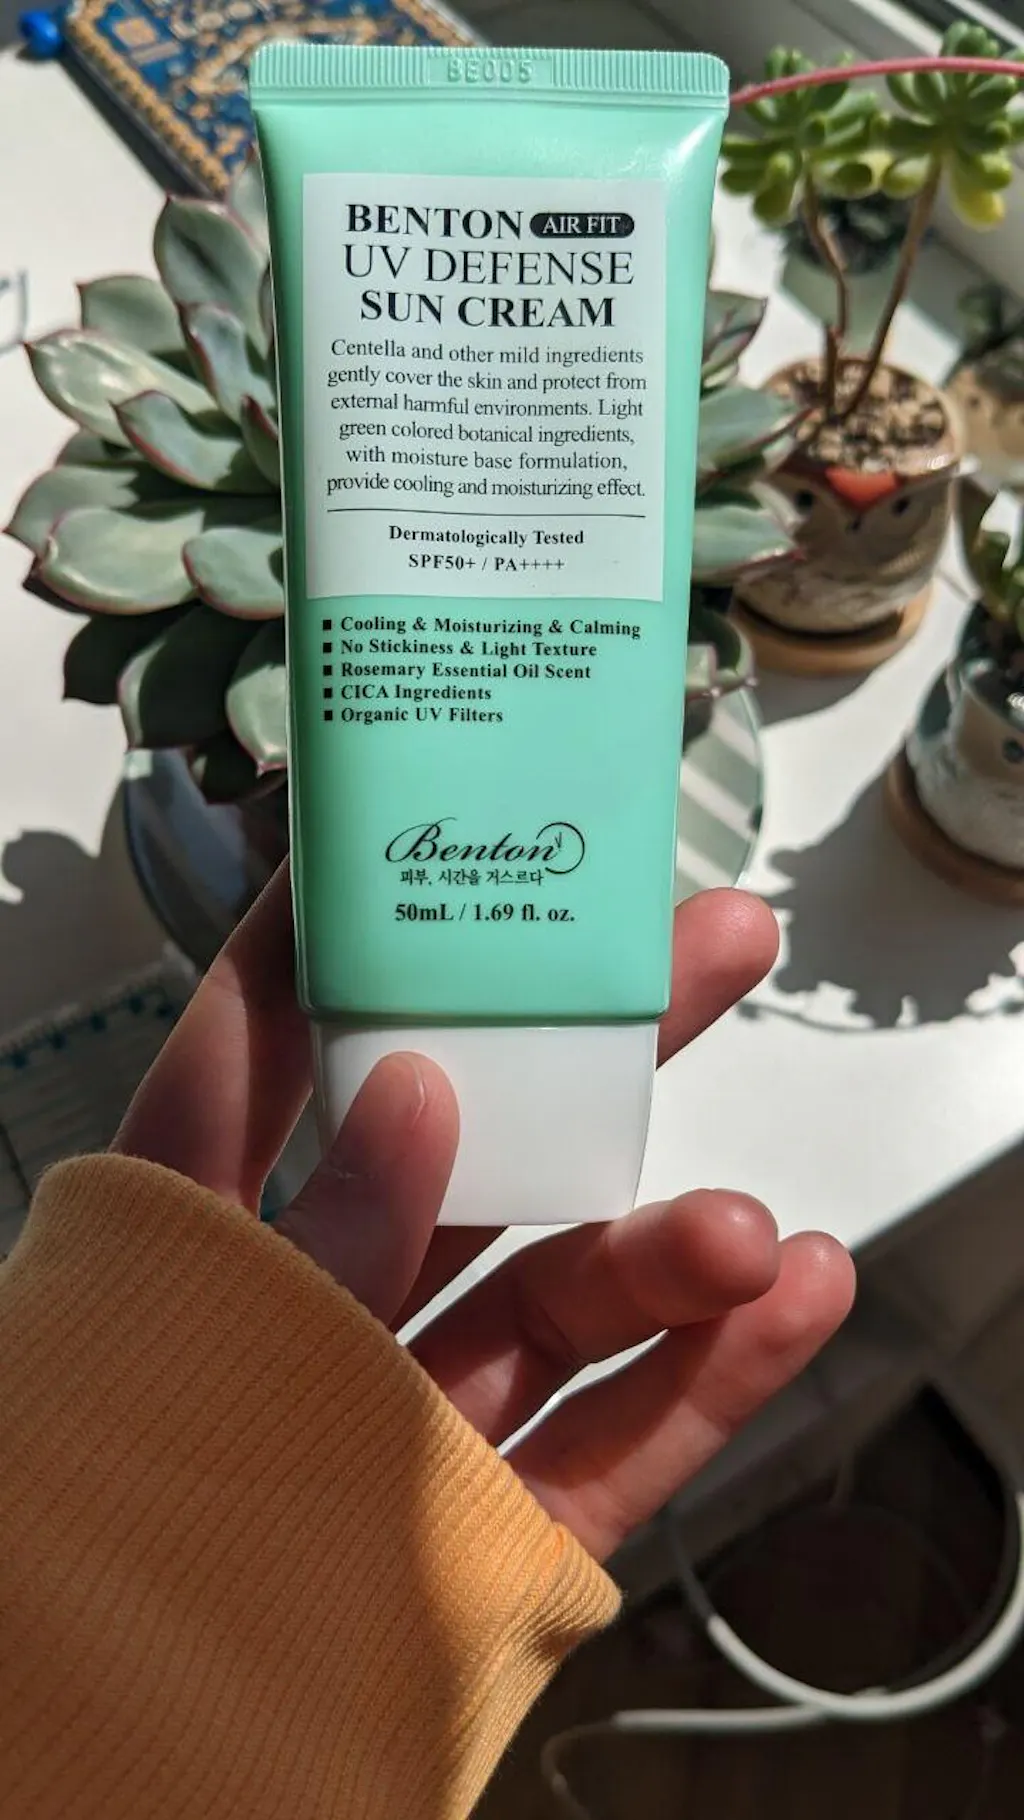 BE005
BENTON AIR FIT
UV DEFENSE
SUN CREAM
Centella and other mild ingredients
gently cover the skin and protect from
external harmful environments. Light
green colored botanical ingredients,
with moisture base formulation,
provide cooling and moisturizing effect.
Dermatologically Tested
SPF50+ / PA++++
■ Cooling & Moisturizing & Calming
■ No Stickiness & Light Texture
■ Rosemary Essential Oil Scent
■ CICA Ingredients
■ Organic UV Filters
Benton
피부, 시간을 거스르다
50mL / 1.69 fl. oz.